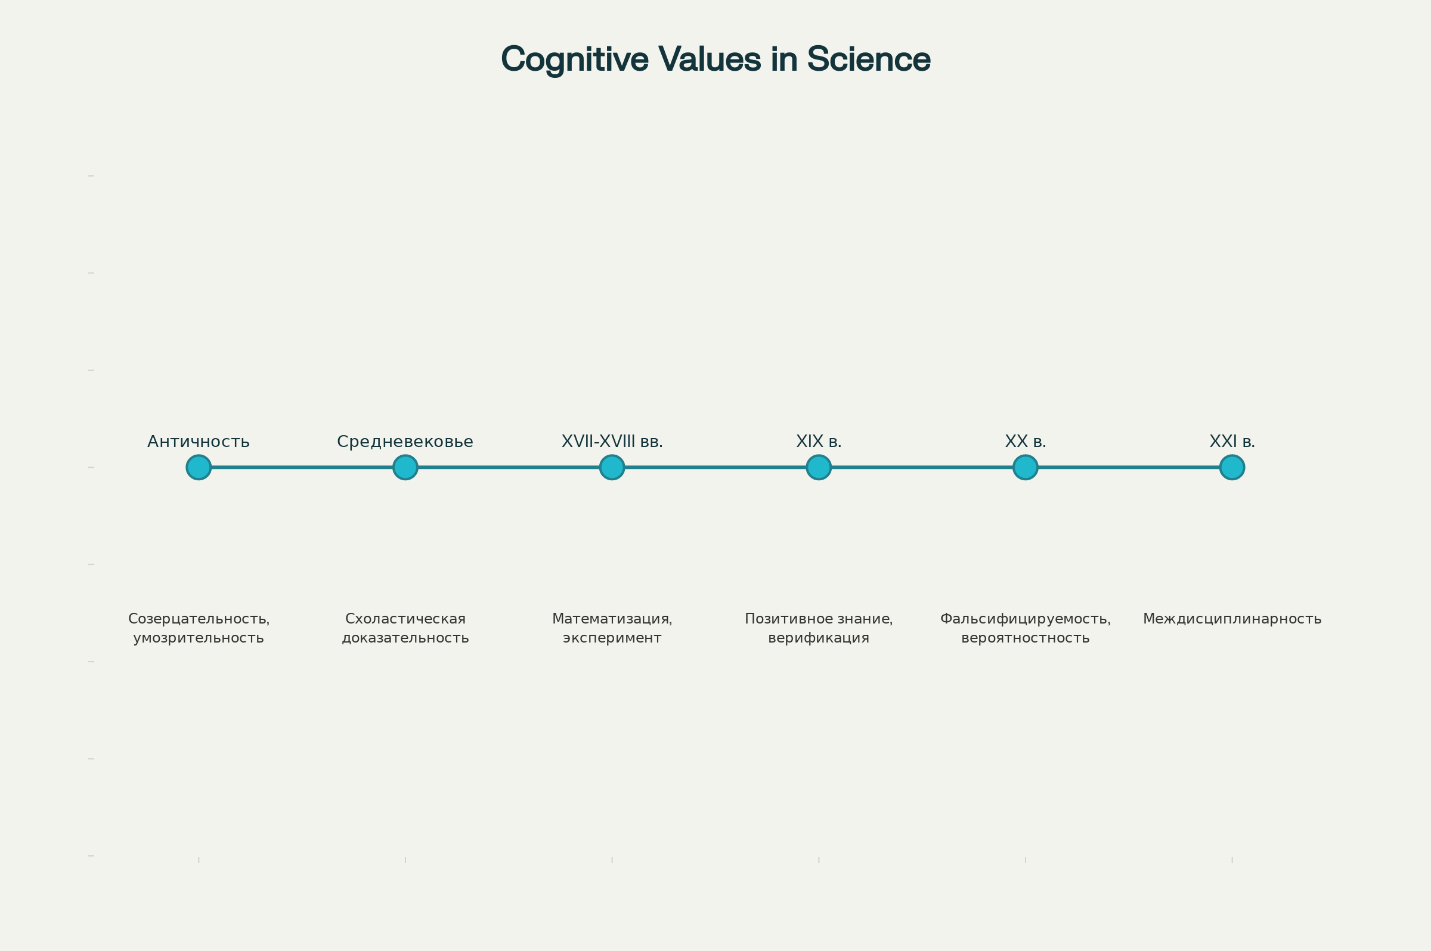 Cognitive Values in Science
Античность
Средневековье
XVII-XVIII вв.
XIX в.
XX в.
XXI в.
Созерцательность,
умозрительность
Схоластическая
доказательность
Математизация,
эксперимент
Позитивное знание,
верификация
Фальсифицируемость,
вероятностность
Междисциплинарность